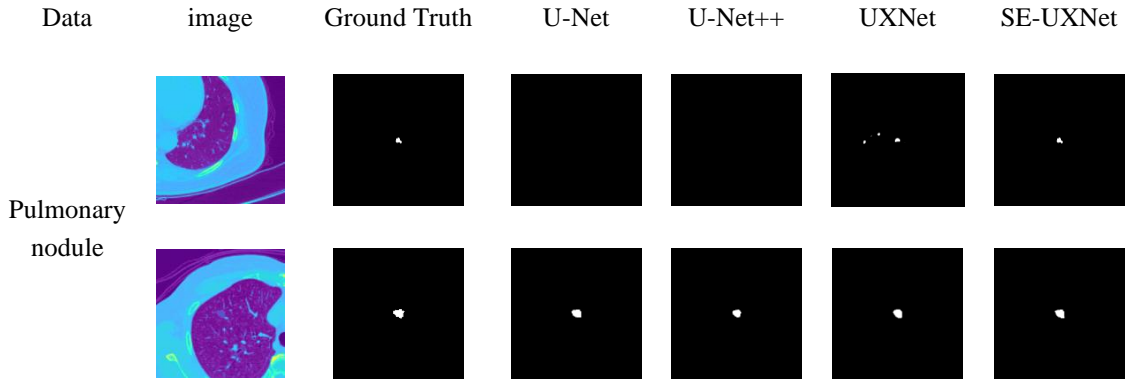 Data image Ground Truth U-Net U-Net++ UXNet SE-UXNet
Pulmonary
nodule